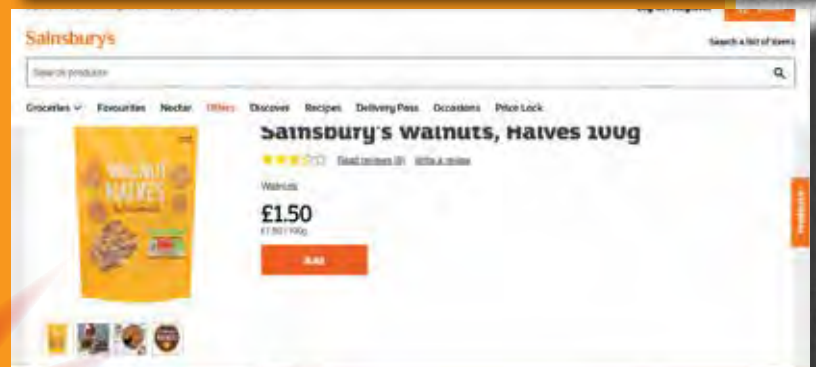 Sainsbury's
Search a list of items
Search products
Groceries Favourites Nectar Offers Discover Recipes Delivery Pass Occasions Price Lock
Sainsbury's Walnuts, Halves 100g
WALNUT
HALVES
Read reviews (8) Write a review
Walnuts
£1.50
£1.50 / 100g
Add